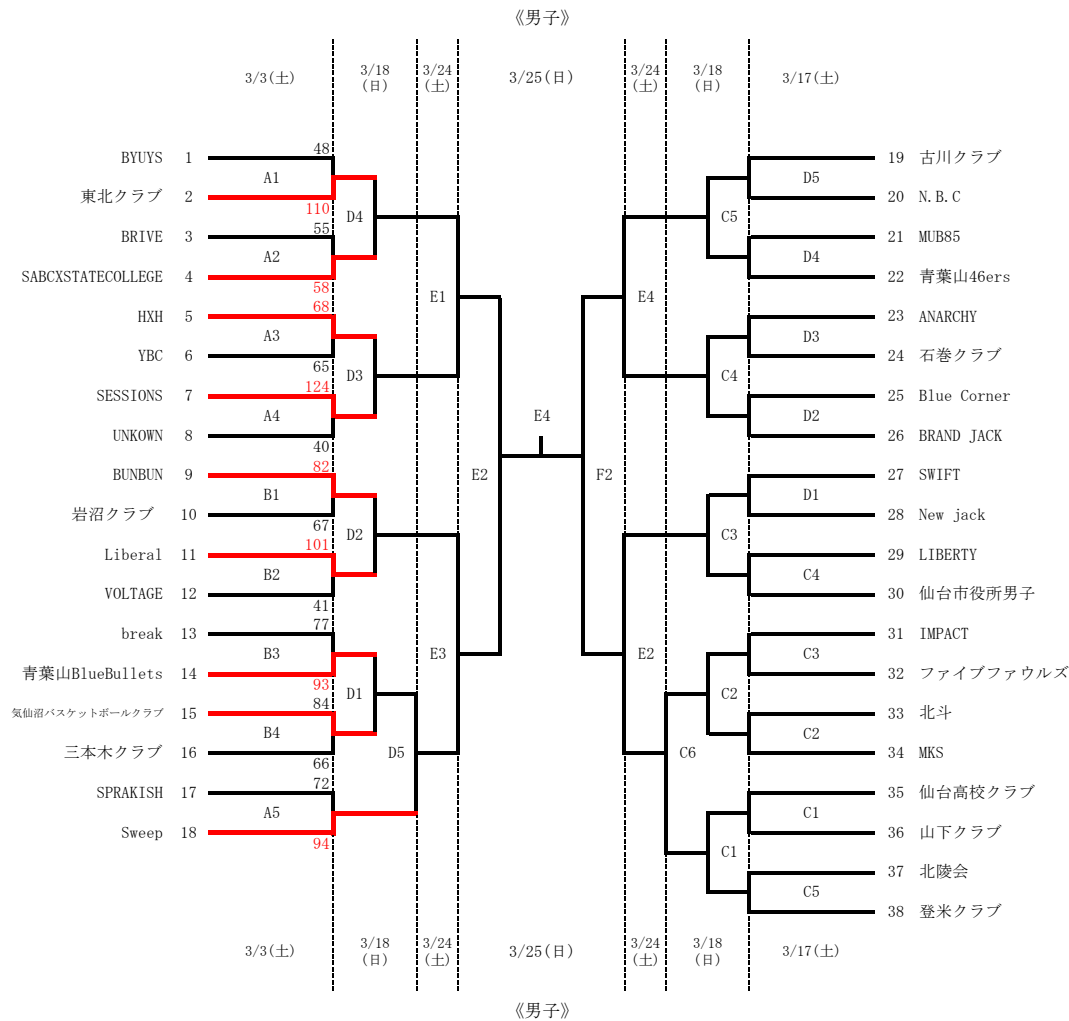 《男子》
3/3(土)
3/18
(日)
3/24
(土)
3/25(日)
3/24
(土)
3/18
(日)
3/17(土)
BYUYS 1
48
A1
東北クラブ 2
110
D4
BRIVE 3
55
A2
SABCXSTATECOLLEGE 4
58
E1
HXH 5
68
A3
YBC 6
65
D3
SESSIONS 7
124
A4
UNKOWN 8
40
E2
BUNBUN 9
82
B1
岩沼クラブ 10
67
D2
Liberal 11
101
B2
VOLTAGE 12
41
E3
break 13
77
B3
青葉山BlueBullets 14
93
D1
気仙沼バスケットボールクラブ 15
84
B4
三本木クラブ 16
66
D5
SPRAKISH 17
72
A5
Sweep 18
94
E4
19 古川クラブ
D5
20 N.B.C
C5
21 MUB85
D4
22 青葉山46ers
E4
23 ANARCHY
D3
24 石巻クラブ
C4
25 Blue Corner
D2
26 BRAND JACK
F2
27 SWIFT
D1
28 New jack
C3
29 LIBERTY
C4
30 仙台市役所男子
E2
31 IMPACT
C3
32 ファイブファウルズ
C2
33 北斗
C2
34 MKS
C6
35 仙台高校クラブ
C1
36 山下クラブ
C1
37 北陵会
C5
38 登米クラブ
3/3(土)
3/18
(日)
3/24
(土)
3/25(日)
3/24
(土)
3/18
(日)
3/17(土)
《男子》